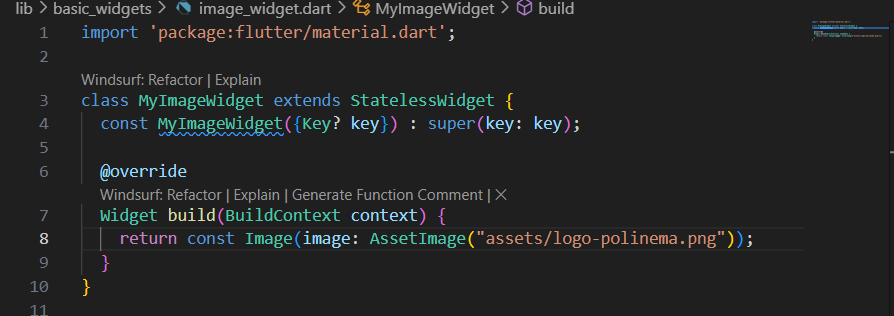 lib > basic_widgets > image_widget.dart > MyImageWidget > build
1 import 'package:flutter/material.dart';
2
Windsurf: Refactor | Explain
3 class MyImageWidget extends StatelessWidget {
4 const MyImageWidget({Key? key}) : super(key: key);
5
6 @override
Windsurf: Refactor | Explain | Generate Function Comment | ✕
7 Widget build(BuildContext context) {
8 return const Image(image: AssetImage("assets/logo-polinema.png"));
9 }
10 }
11